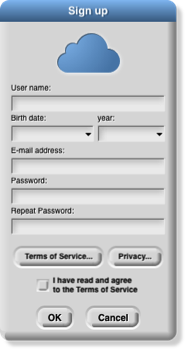 Sign up
User name:
Birth date: year:
E-mail address:
Password:
Repeat Password:
Terms of Service... Privacy...
I have read and agree
to the Terms of Service
OK Cancel